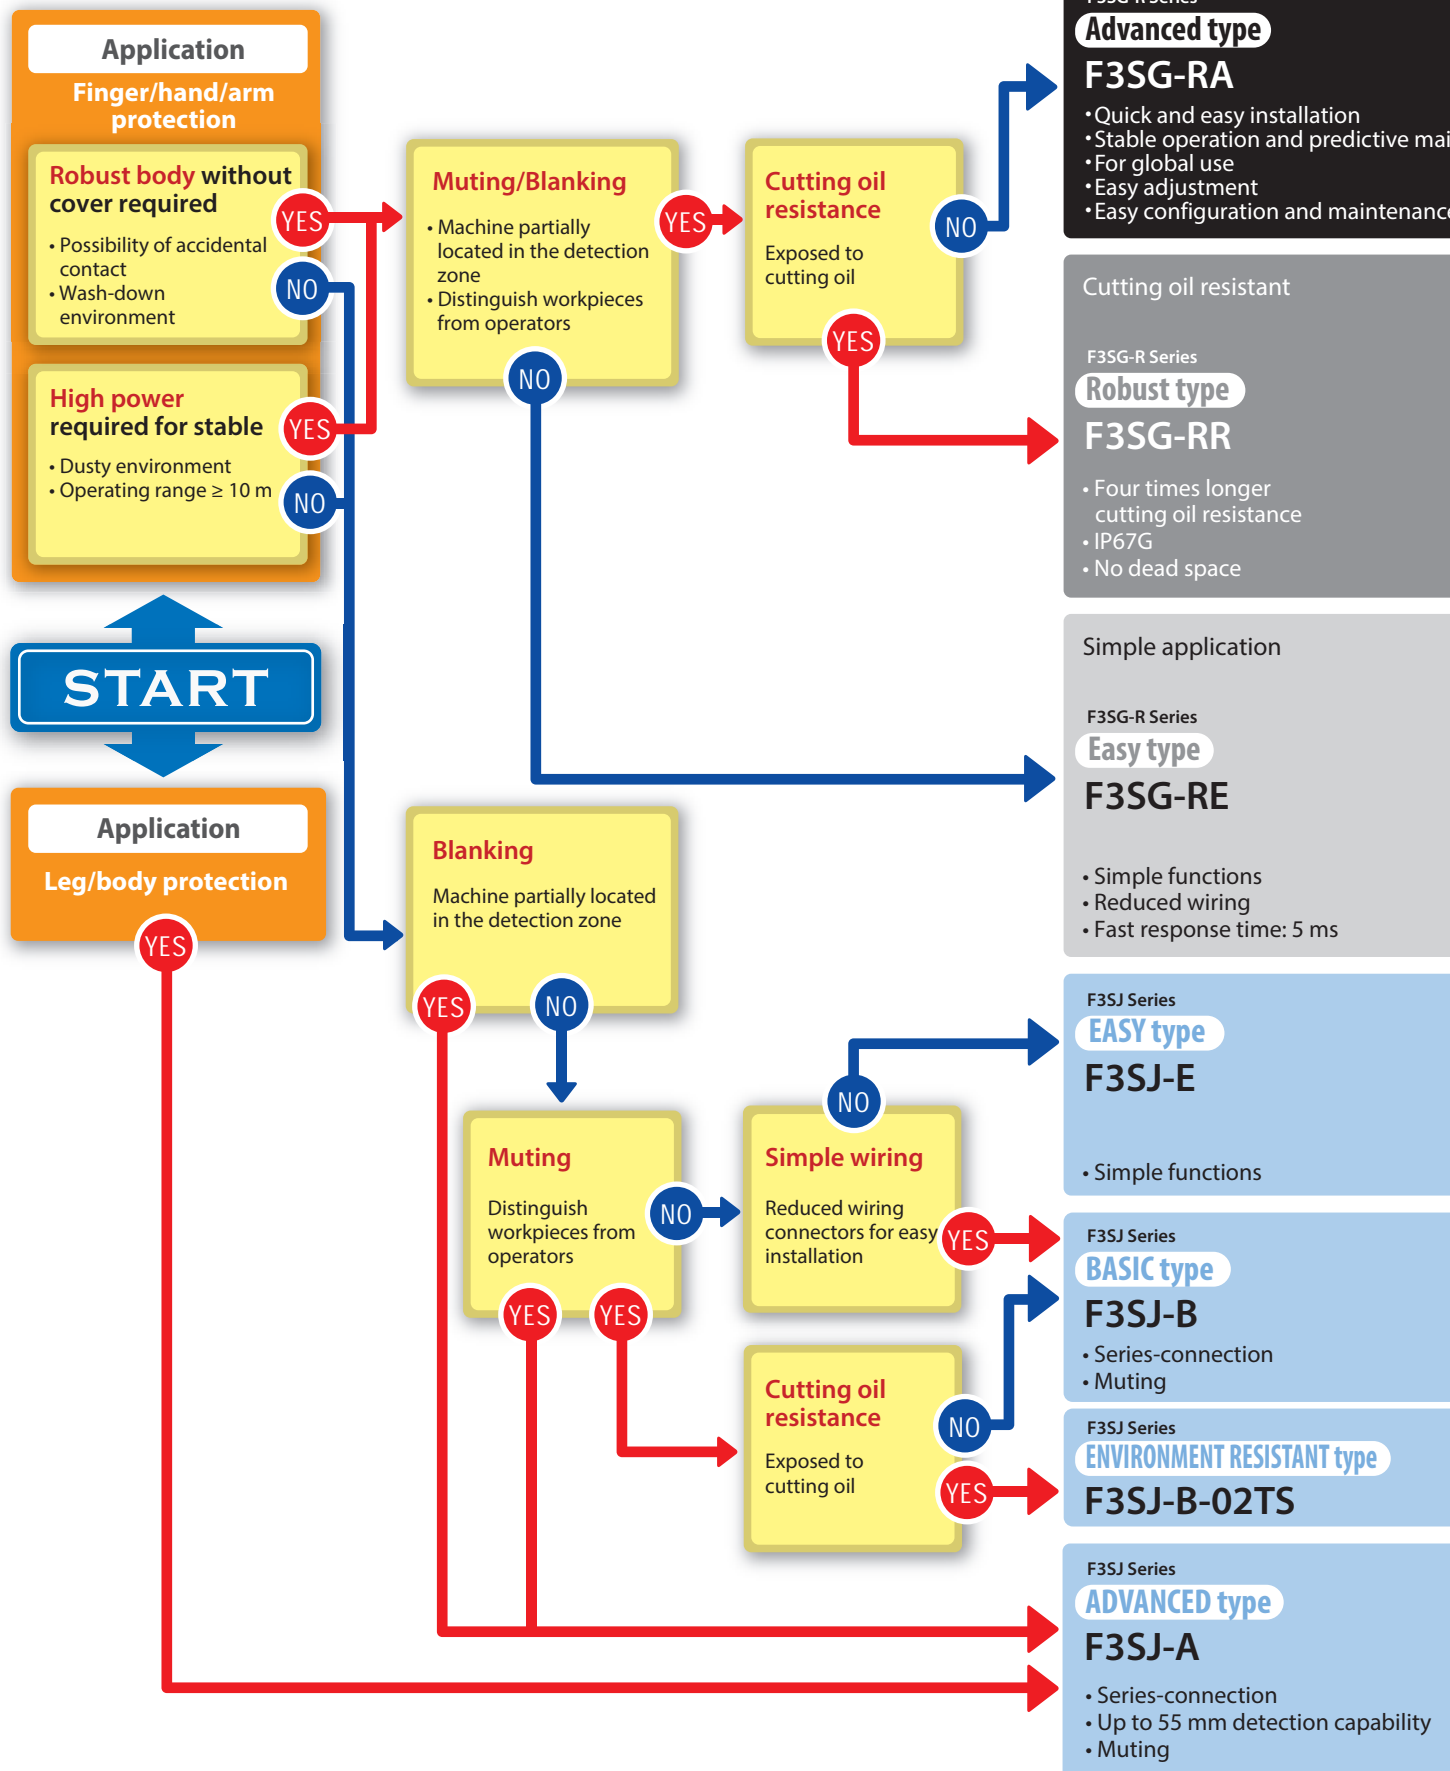 Application
Finger/hand/arm
protection
Robust body without
cover required
• Possibility of accidental
contact
• Wash-down
environment
YES
NO
High power
required for stable
• Dusty environment
• Operating range ≥ 10 m
YES
NO
START
Application
Leg/body protection
YES
Muting/Blanking
• Machine partially
located in the detection
zone
• Distinguish workpieces
from operators
YES
NO
Cutting oil
resistance
Exposed to
cutting oil
NO
YES
Blanking
Machine partially located
in the detection zone
YES
NO
Muting
Distinguish
workpieces from
operators
NO
YES
YES
Simple wiring
Reduced wiring
connectors for easy
installation
NO
YES
Cutting oil
resistance
Exposed to
cutting oil
NO
YES
F3SG-R Series
Advanced type
F3SG-RA
• Quick and easy installation
• Stable operation and predictive mai
• For global use
• Easy adjustment
• Easy configuration and maintenance
Cutting oil resistant
F3SG-R Series
Robust type
F3SG-RR
• Four times longer
cutting oil resistance
• IP67G
• No dead space
Simple application
F3SG-R Series
Easy type
F3SG-RE
• Simple functions
• Reduced wiring
• Fast response time: 5 ms
F3SJ Series
EASY type
F3SJ-E
• Simple functions
F3SJ Series
BASIC type
F3SJ-B
• Series-connection
• Muting
F3SJ Series
ENVIRONMENT RESISTANT type
F3SJ-B-02TS
F3SJ Series
ADVANCED type
F3SJ-A
• Series-connection
• Up to 55 mm detection capability
• Muting